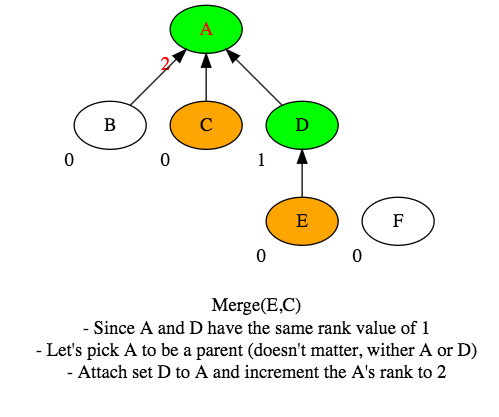 A
2
B
C
D
0
0
1
E
F
0
0
Merge(E,C)
- Since A and D have the same rank value of 1
- Let's pick A to be a parent (doesn't matter, wither A or D)
- Attach set D to A and increment the A's rank to 2